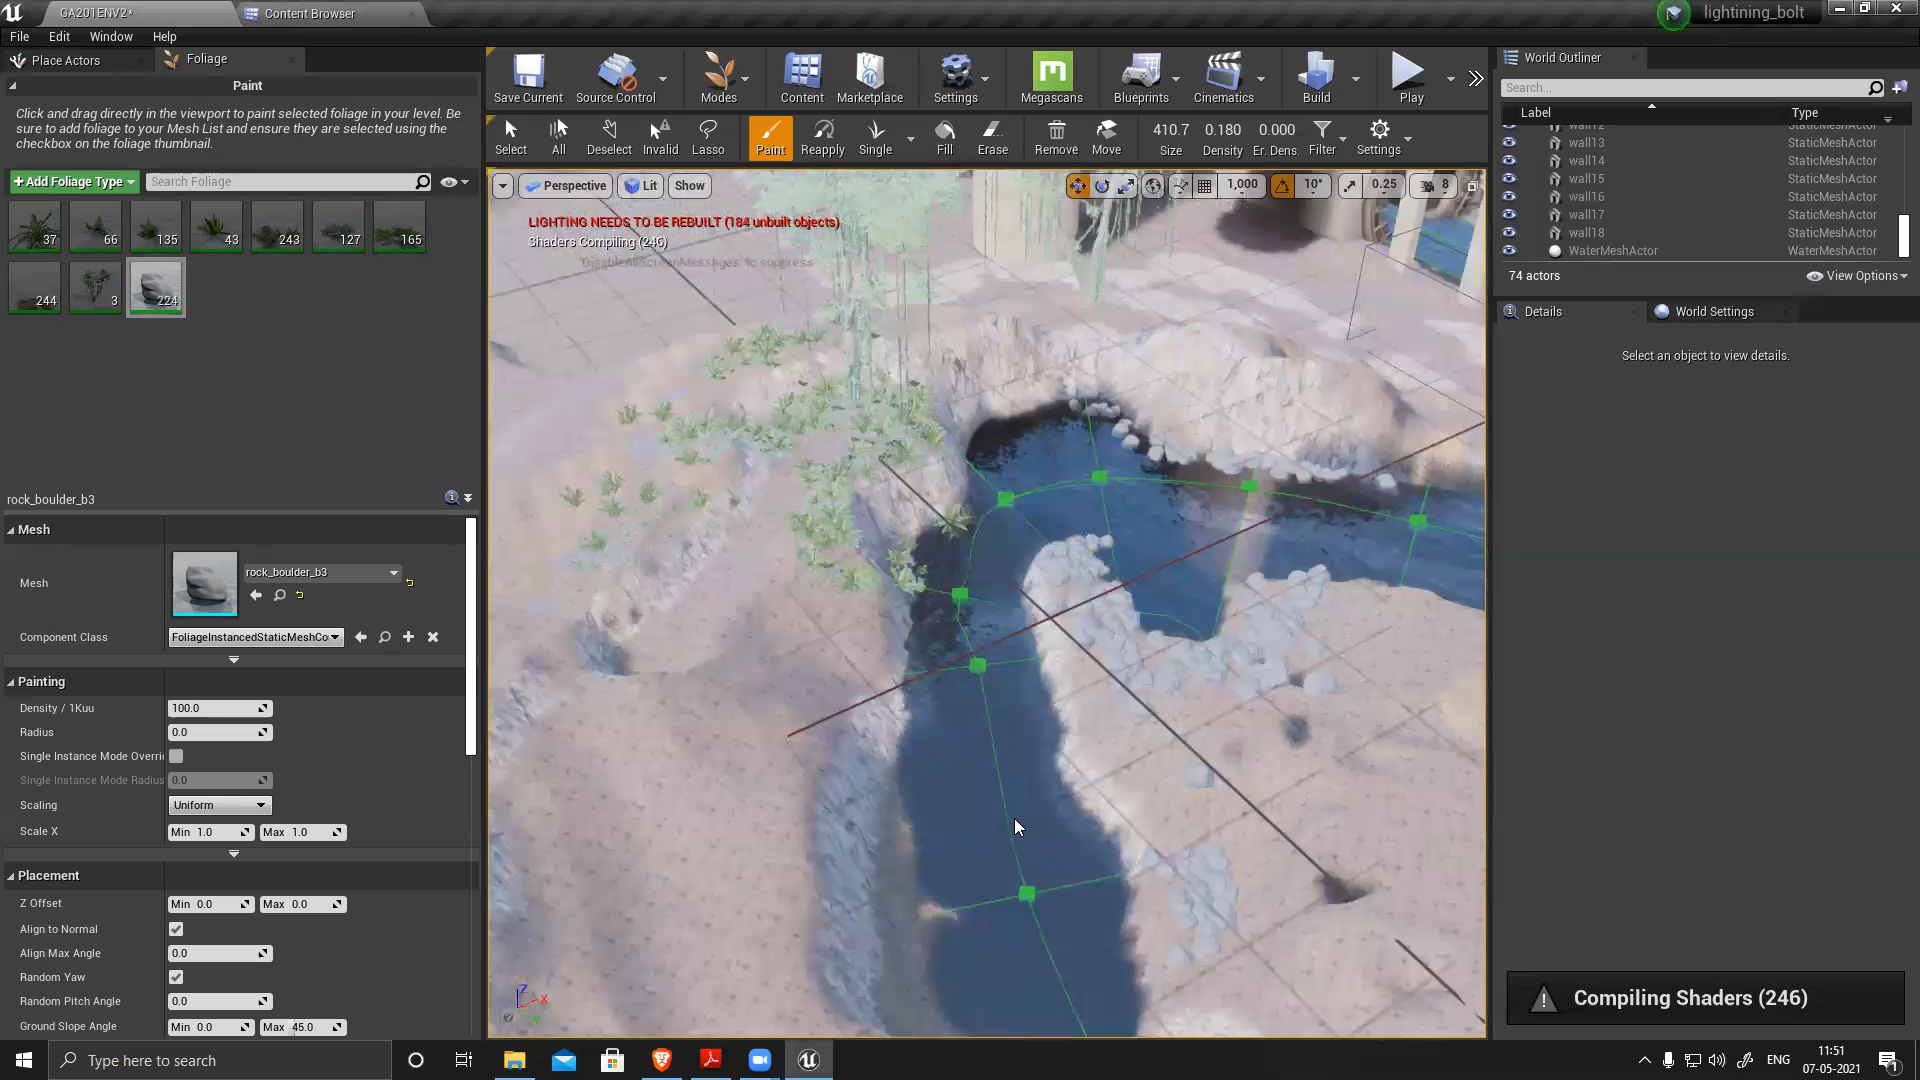 GA201ENV2*
Content Browser
lightining_bolt
File Edit Window Help
Place Actors
Foliage
Paint
Click and drag directly in the viewport to paint selected foliage in your level. Be
sure to add foliage to your Mesh List and ensure they are selected using the
checkbox on the foliage thumbnail.
+Add Foliage Type
Search Foliage
37 66 135 43 243 127 165
244 3 224
rock_boulder_b3
Mesh
Mesh
rock_boulder_b3
Component Class
FoliageInstancedStaticMeshCo
Painting
Density / 1Kuu 100.0
Radius 0.0
Single Instance Mode Overri
Single Instance Mode Radius 0.0
Scaling Uniform
Scale X Min 1.0 Max 1.0
Placement
Z Offset Min 0.0 Max 0.0
Align to Normal
Align Max Angle 0.0
Random Yaw
Random Pitch Angle 0.0
Ground Slope Angle Min 0.0 Max 45.0
Save Current Source Control Modes Content Marketplace Settings Megascans Blueprints Cinematics Build Play
Select All Deselect Invalid Lasso Paint Reapply Single Fill Erase Remove Move
410.7 0.180 0.000
Size Density Er. Dens. Filter Settings
Perspective Lit Show
1,000 10° 0.25 8
LIGHTING NEEDS TO BE REBUILT (184 unbuilt objects)
Shaders Compiling (246)
'DisableAllScreenMessages' to suppress
Z X Y
World Outliner
Search...
Label Type
wall12 StaticMeshActor
wall13 StaticMeshActor
wall14 StaticMeshActor
wall15 StaticMeshActor
wall16 StaticMeshActor
wall17 StaticMeshActor
wall18 StaticMeshActor
WaterMeshActor WaterMeshActor
74 actors
View Options
Details
World Settings
Select an object to view details.
Compiling Shaders (246)
Type here to search
ENG
11:51
07-05-2021
1